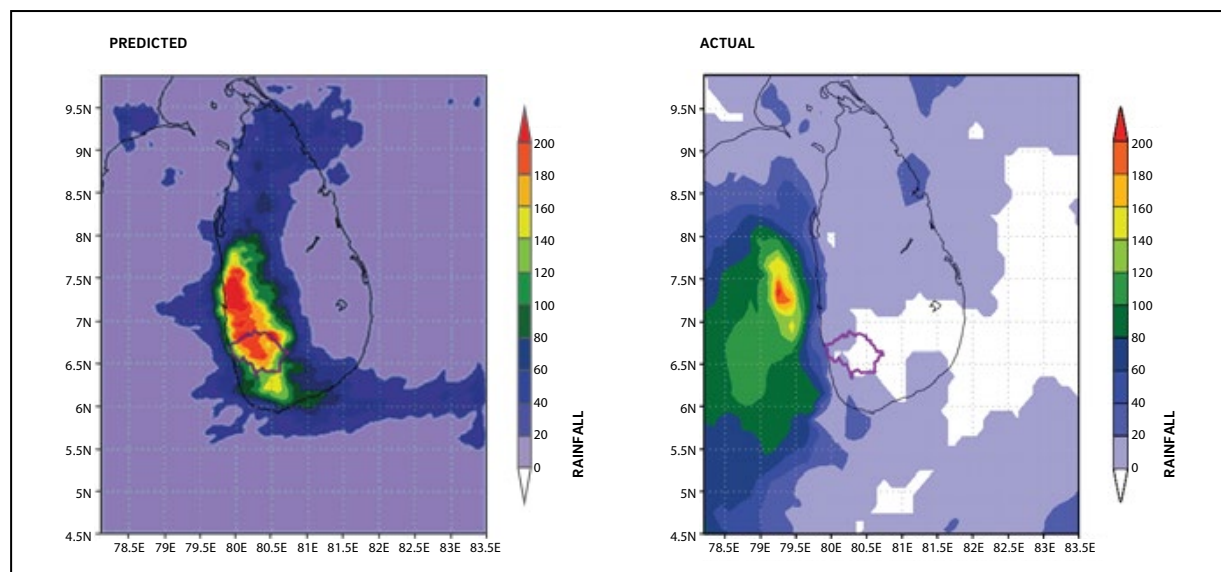 PREDICTED
9.5N
9N
8.5N
8N
7.5N
7N
6.5N
6N
5.5N
5N
4.5N
78.5E 79E 79.5E 80E 80.5E 81E 81.5E 82E 82.5E 83E 83.5E
200
180
160
140
120
100
80
60
40
20
0
RAINFALL
ACTUAL
9.5N
9N
8.5N
8N
7.5N
7N
6.5N
6N
5.5N
5N
4.5N
78.5E 79E 79.5E 80E 80.5E 81E 81.5E 82E 82.5E 83E 83.5E
200
180
160
140
120
100
80
60
40
20
0
RAINFALL